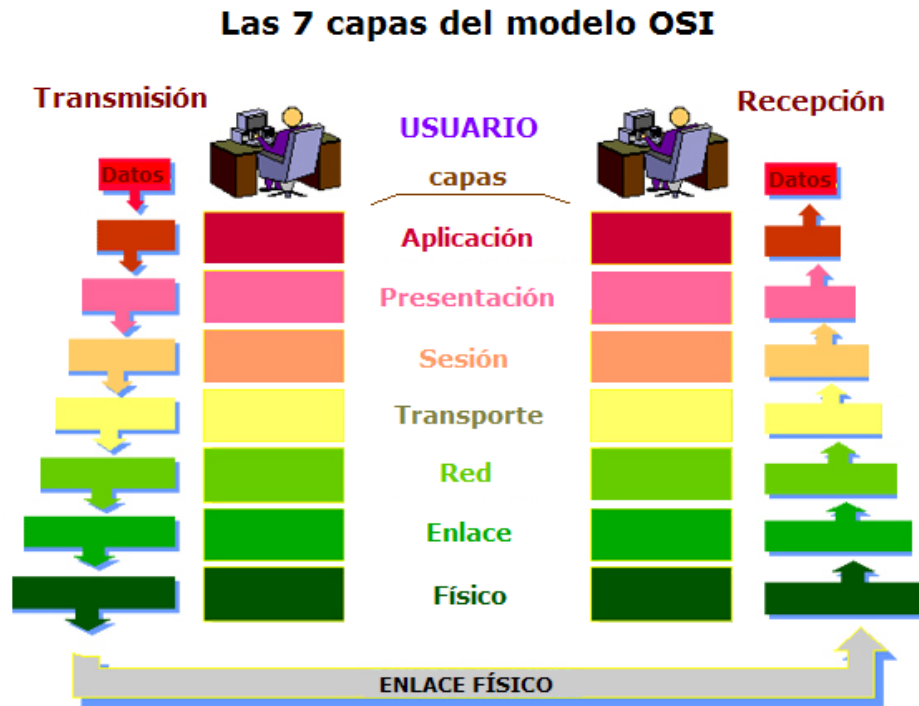 Las 7 capas del modelo OSI
Transmisión
Recepción
USUARIO
capas
Datos
Datos
Aplicación
Presentación
Sesión
Transporte
Red
Enlace
Físico
ENLACE FÍSICO